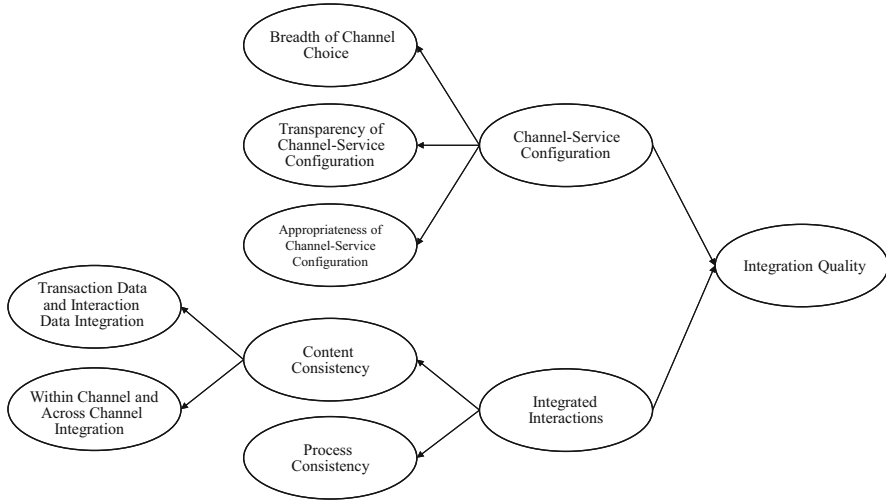 Breadth of Channel
Choice
Transparency of
Channel-Service
Configuration
Channel-Service
Configuration
Appropriateness of
Channel-Service
Configuration
Integration Quality
Transaction Data
and Interaction
Data Integration
Content
Consistency
Within Channel and
Across Channel
Integration
Integrated
Interactions
Process
Consistency